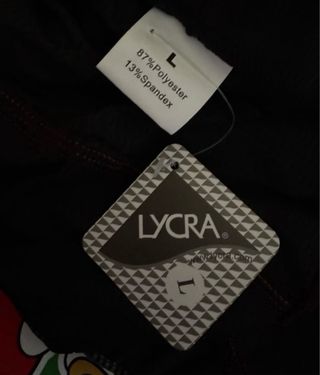 L
87%Polyester
13%Spandex
LYCRA®
L